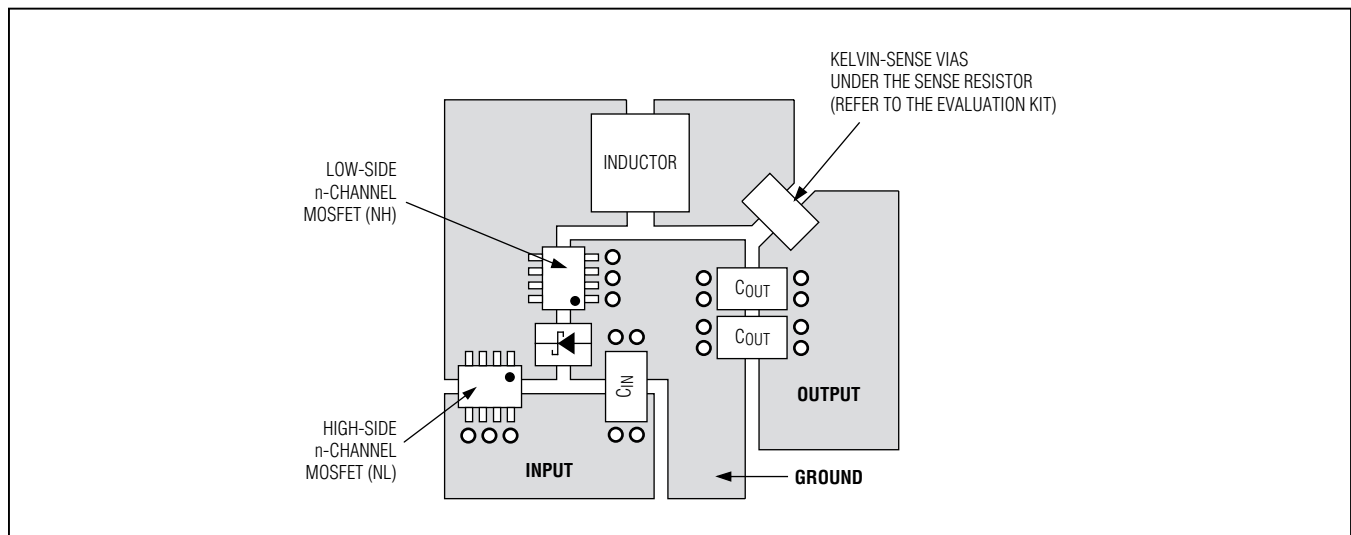 KELVIN-SENSE VIAS
UNDER THE SENSE RESISTOR
(REFER TO THE EVALUATION KIT)
INDUCTOR
LOW-SIDE
n-CHANNEL
MOSFET (NH)
COUT
COUT
CIN
OUTPUT
HIGH-SIDE
n-CHANNEL
MOSFET (NL)
INPUT
GROUND